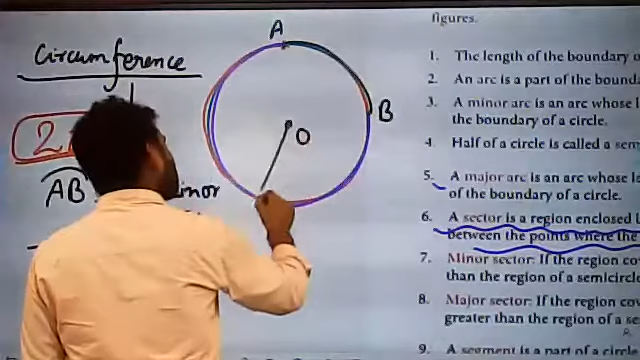 figures.
Circumference
A
B
O
2
AB
minor
1. The length of the boundary o
2. An arc is a part of the bounda
3. A minor arc is an arc whose l
the boundary of a circle.
4. Half of a circle is called a sem
5. A major arc is an arc whose le
of the boundary of a circle.
6. A sector is a region enclosed
between the points where the
7. Minor sector: If the region co
than the region of a semicircle
8. Major sector: If the region cov
greater than the region of a se
9. A segment is a part of a circle